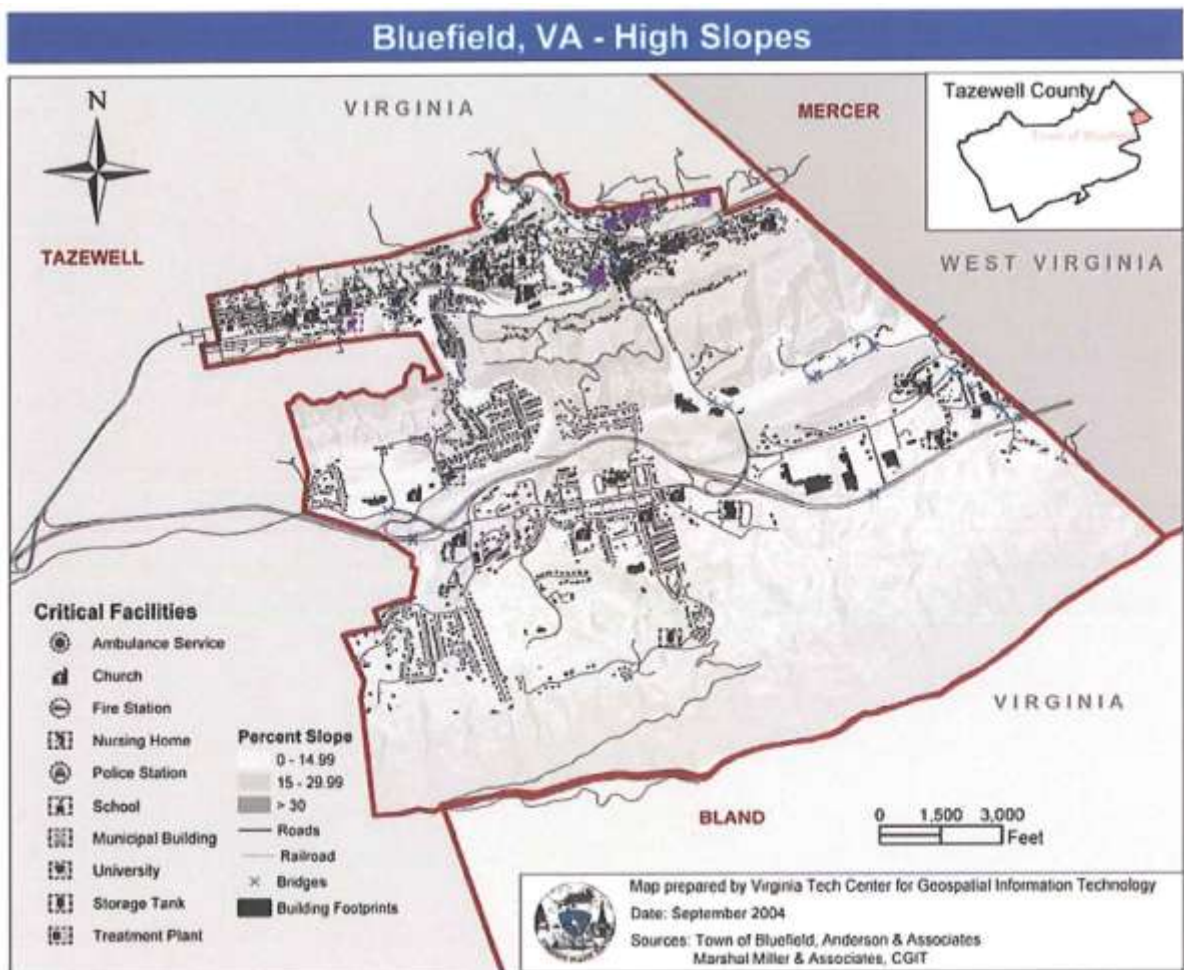 Bluefield, VA - High Slopes
N
VIRGINIA
MERCER
Tazewell County
Town of Bluefield
TAZEWELL
WEST VIRGINIA
VIRGINIA
BLAND
Critical Facilities
Ambulance Service
Church
Fire Station
Nursing Home
Police Station
School
Municipal Building
University
Storage Tank
Treatment Plant
Percent Slope
0 - 14.99
15 - 29.99
> 30
Roads
Railroad
Bridges
Building Footprints
0 1,500 3,000
Feet
Map prepared by Virginia Tech Center for Geospatial Information Technology
Date: September 2004
Sources: Town of Bluefield, Anderson & Associates
Marshal Miller & Associates, CGIT